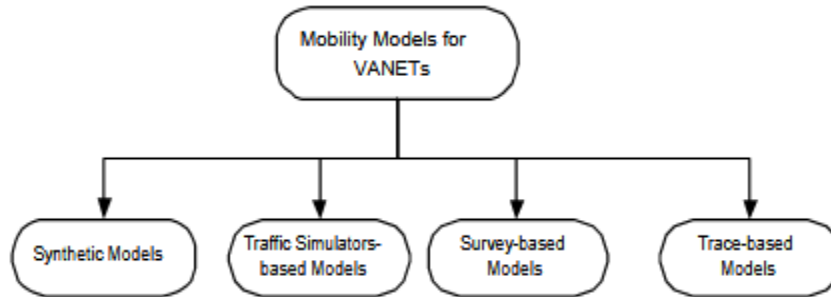 Mobility Models for
VANETs
Synthetic Models
Traffic Simulators-
based Models
Survey-based
Models
Trace-based
Models